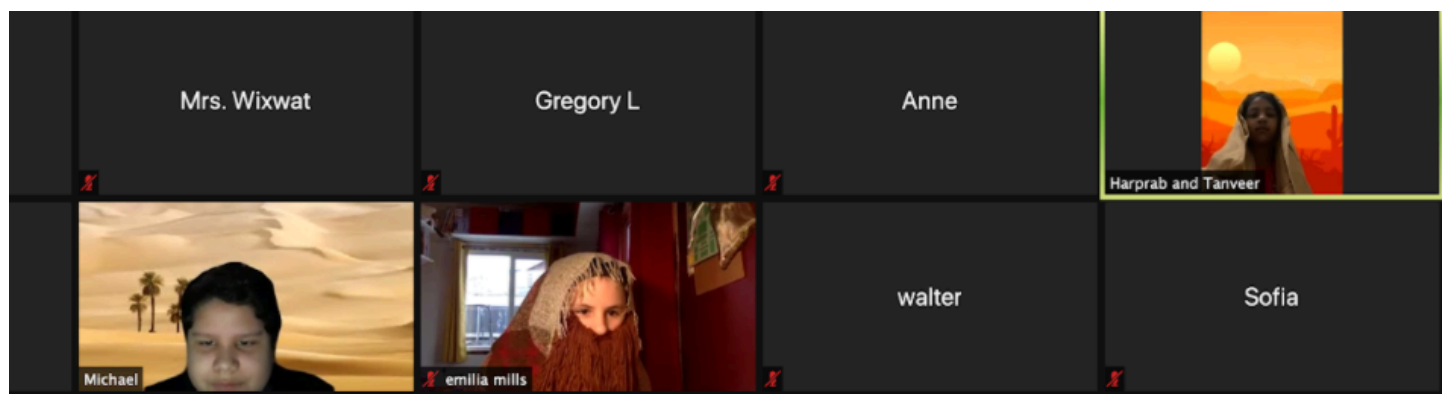 Mrs. Wixwat
Gregory L
Anne
Harprab and Tanveer
Michael
emilia mills
walter
Sofia